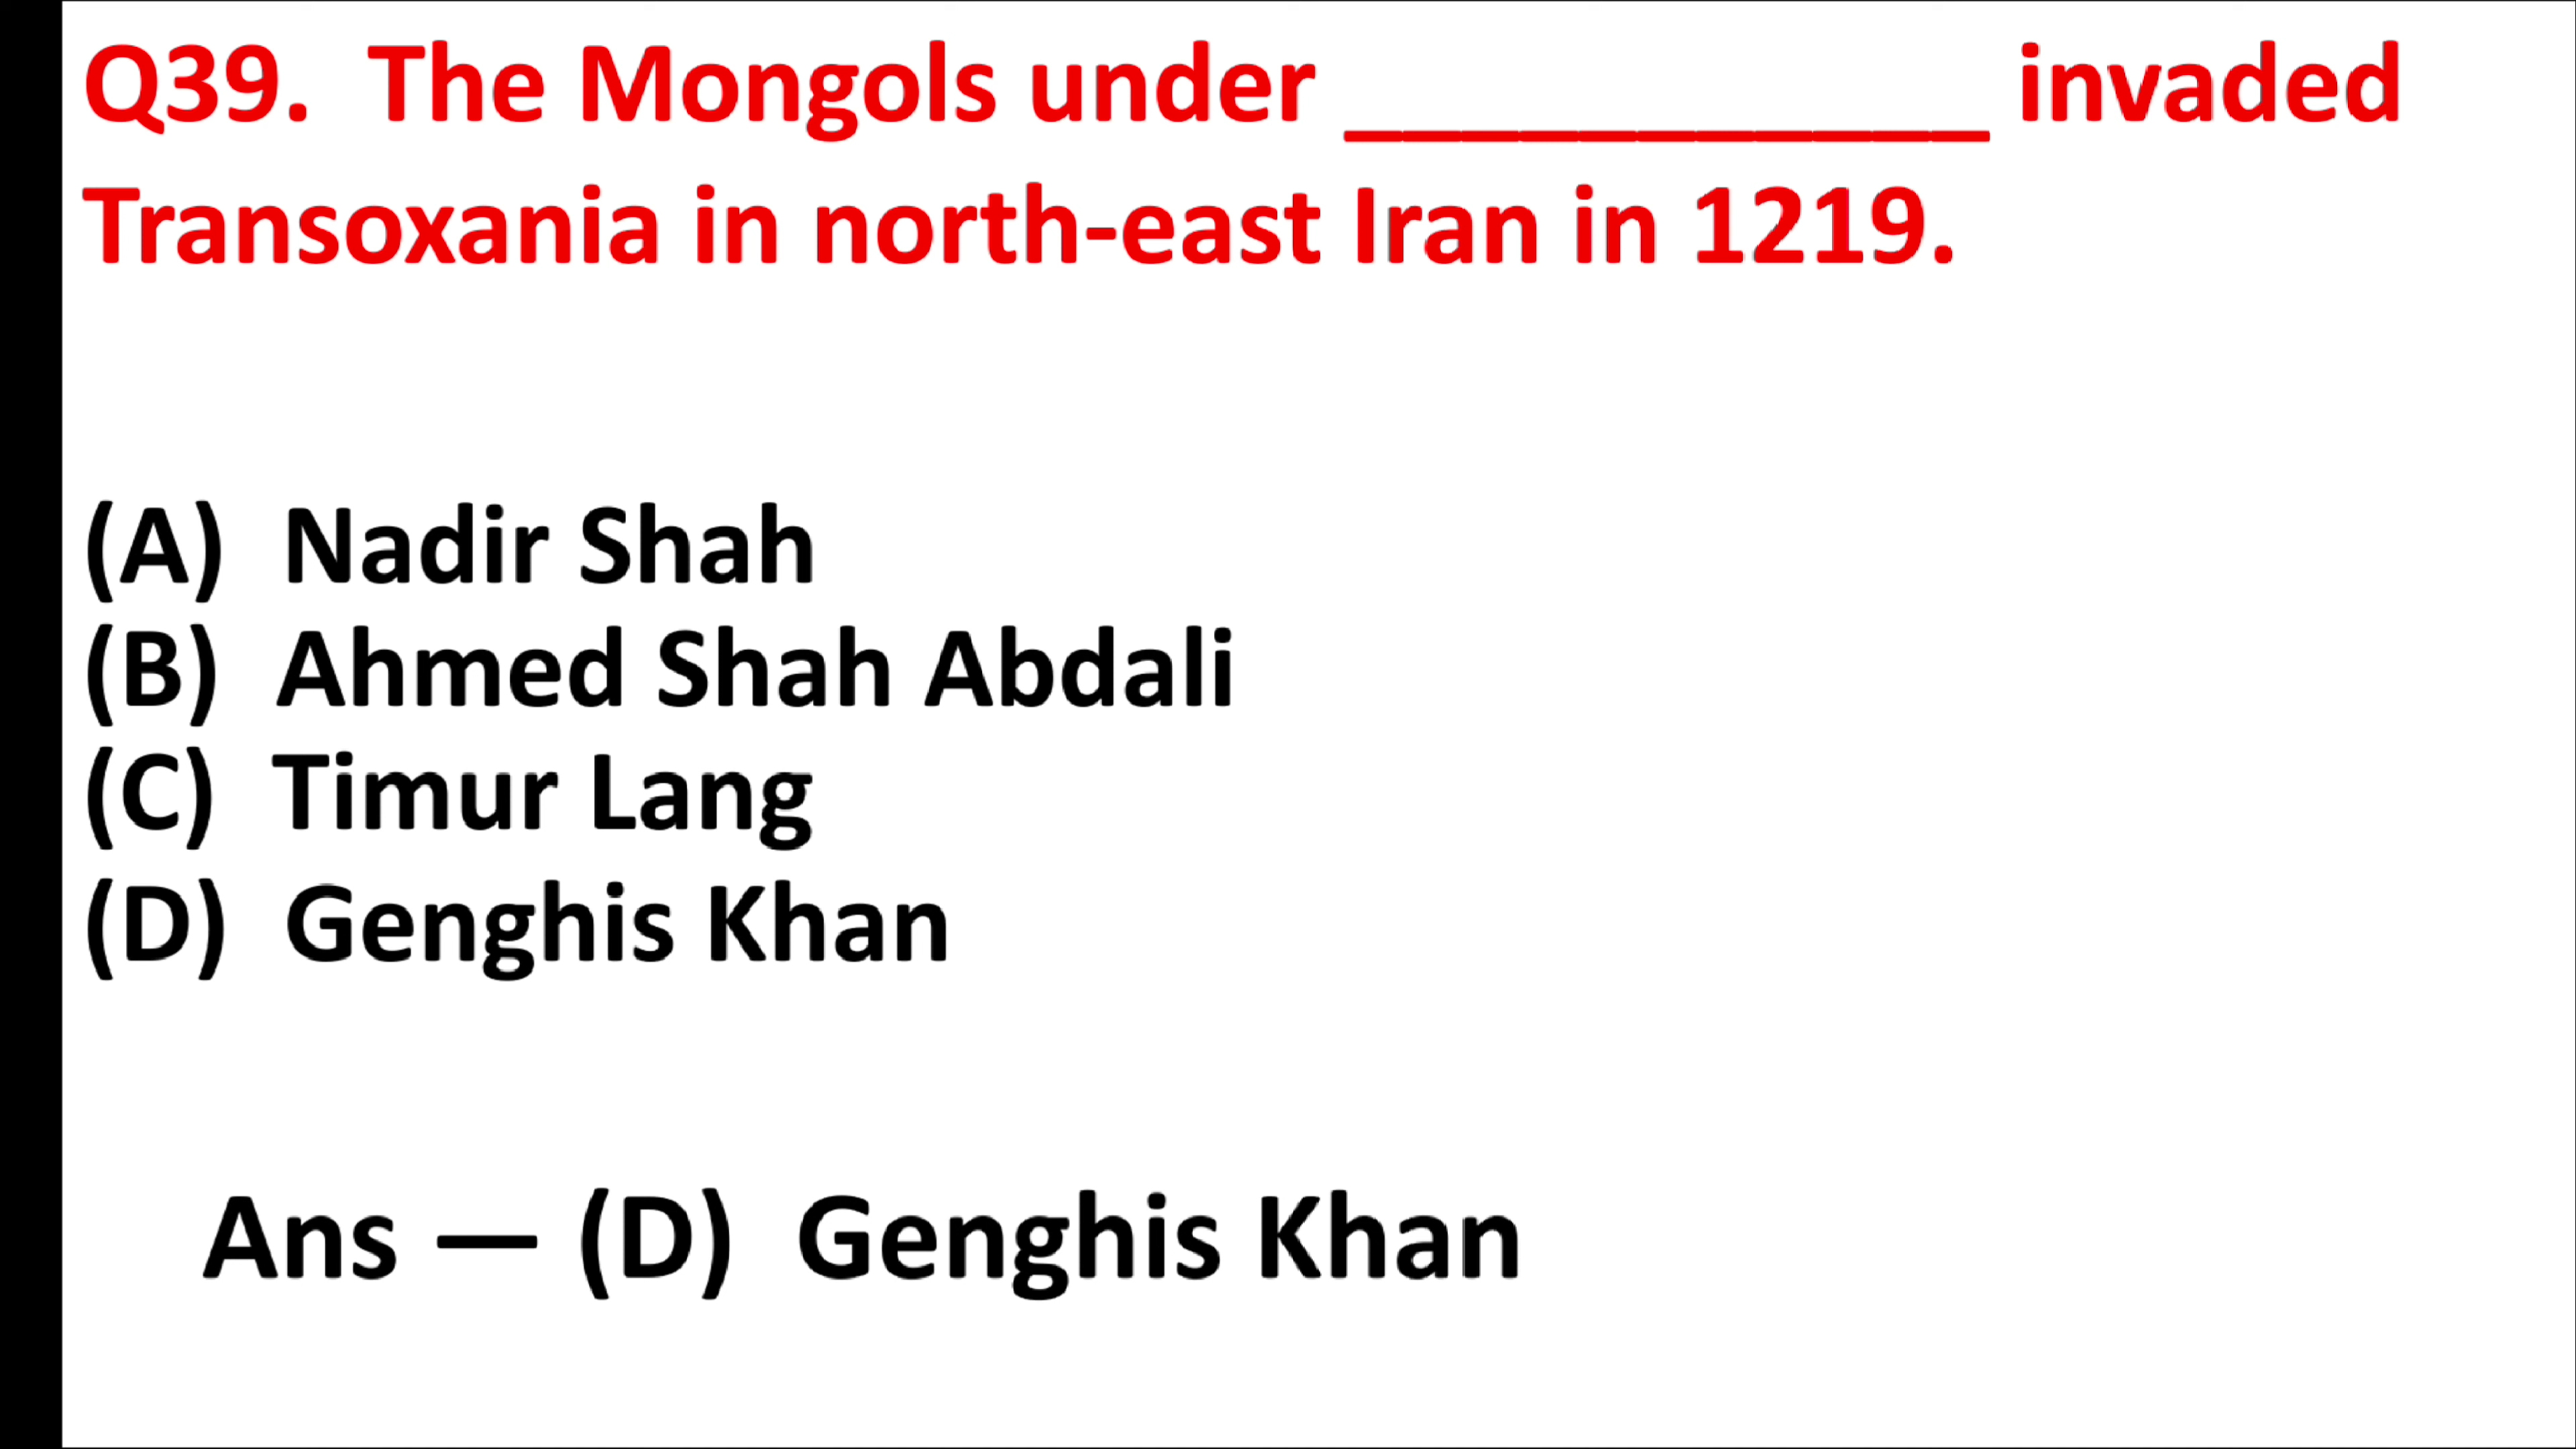 Q39. The Mongols under ___________ invaded
Transoxania in north-east Iran in 1219.
(A) Nadir Shah
(B) Ahmed Shah Abdali
(C) Timur Lang
(D) Genghis Khan
Ans — (D) Genghis Khan